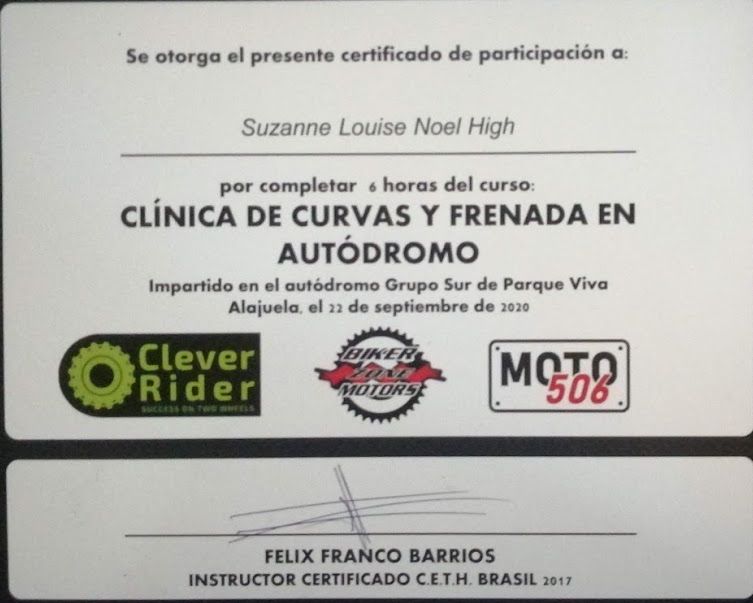 Se otorga el presente certificado de participación a:
Suzanne Louise Noel High
por completar 6 horas del curso:
CLÍNICA DE CURVAS Y FRENADA EN
AUTÓDROMO
Impartido en el autódromo Grupo Sur de Parque Viva
Alajuela, el 22 de septiembre de 2020
Clever
Rider
SUCCESS ON TWO WHEELS
BIKER
ZONE
MOTORS
MOTO
506
FELIX FRANCO BARRIOS
INSTRUCTOR CERTIFICADO C.E.T.H. BRASIL 2017